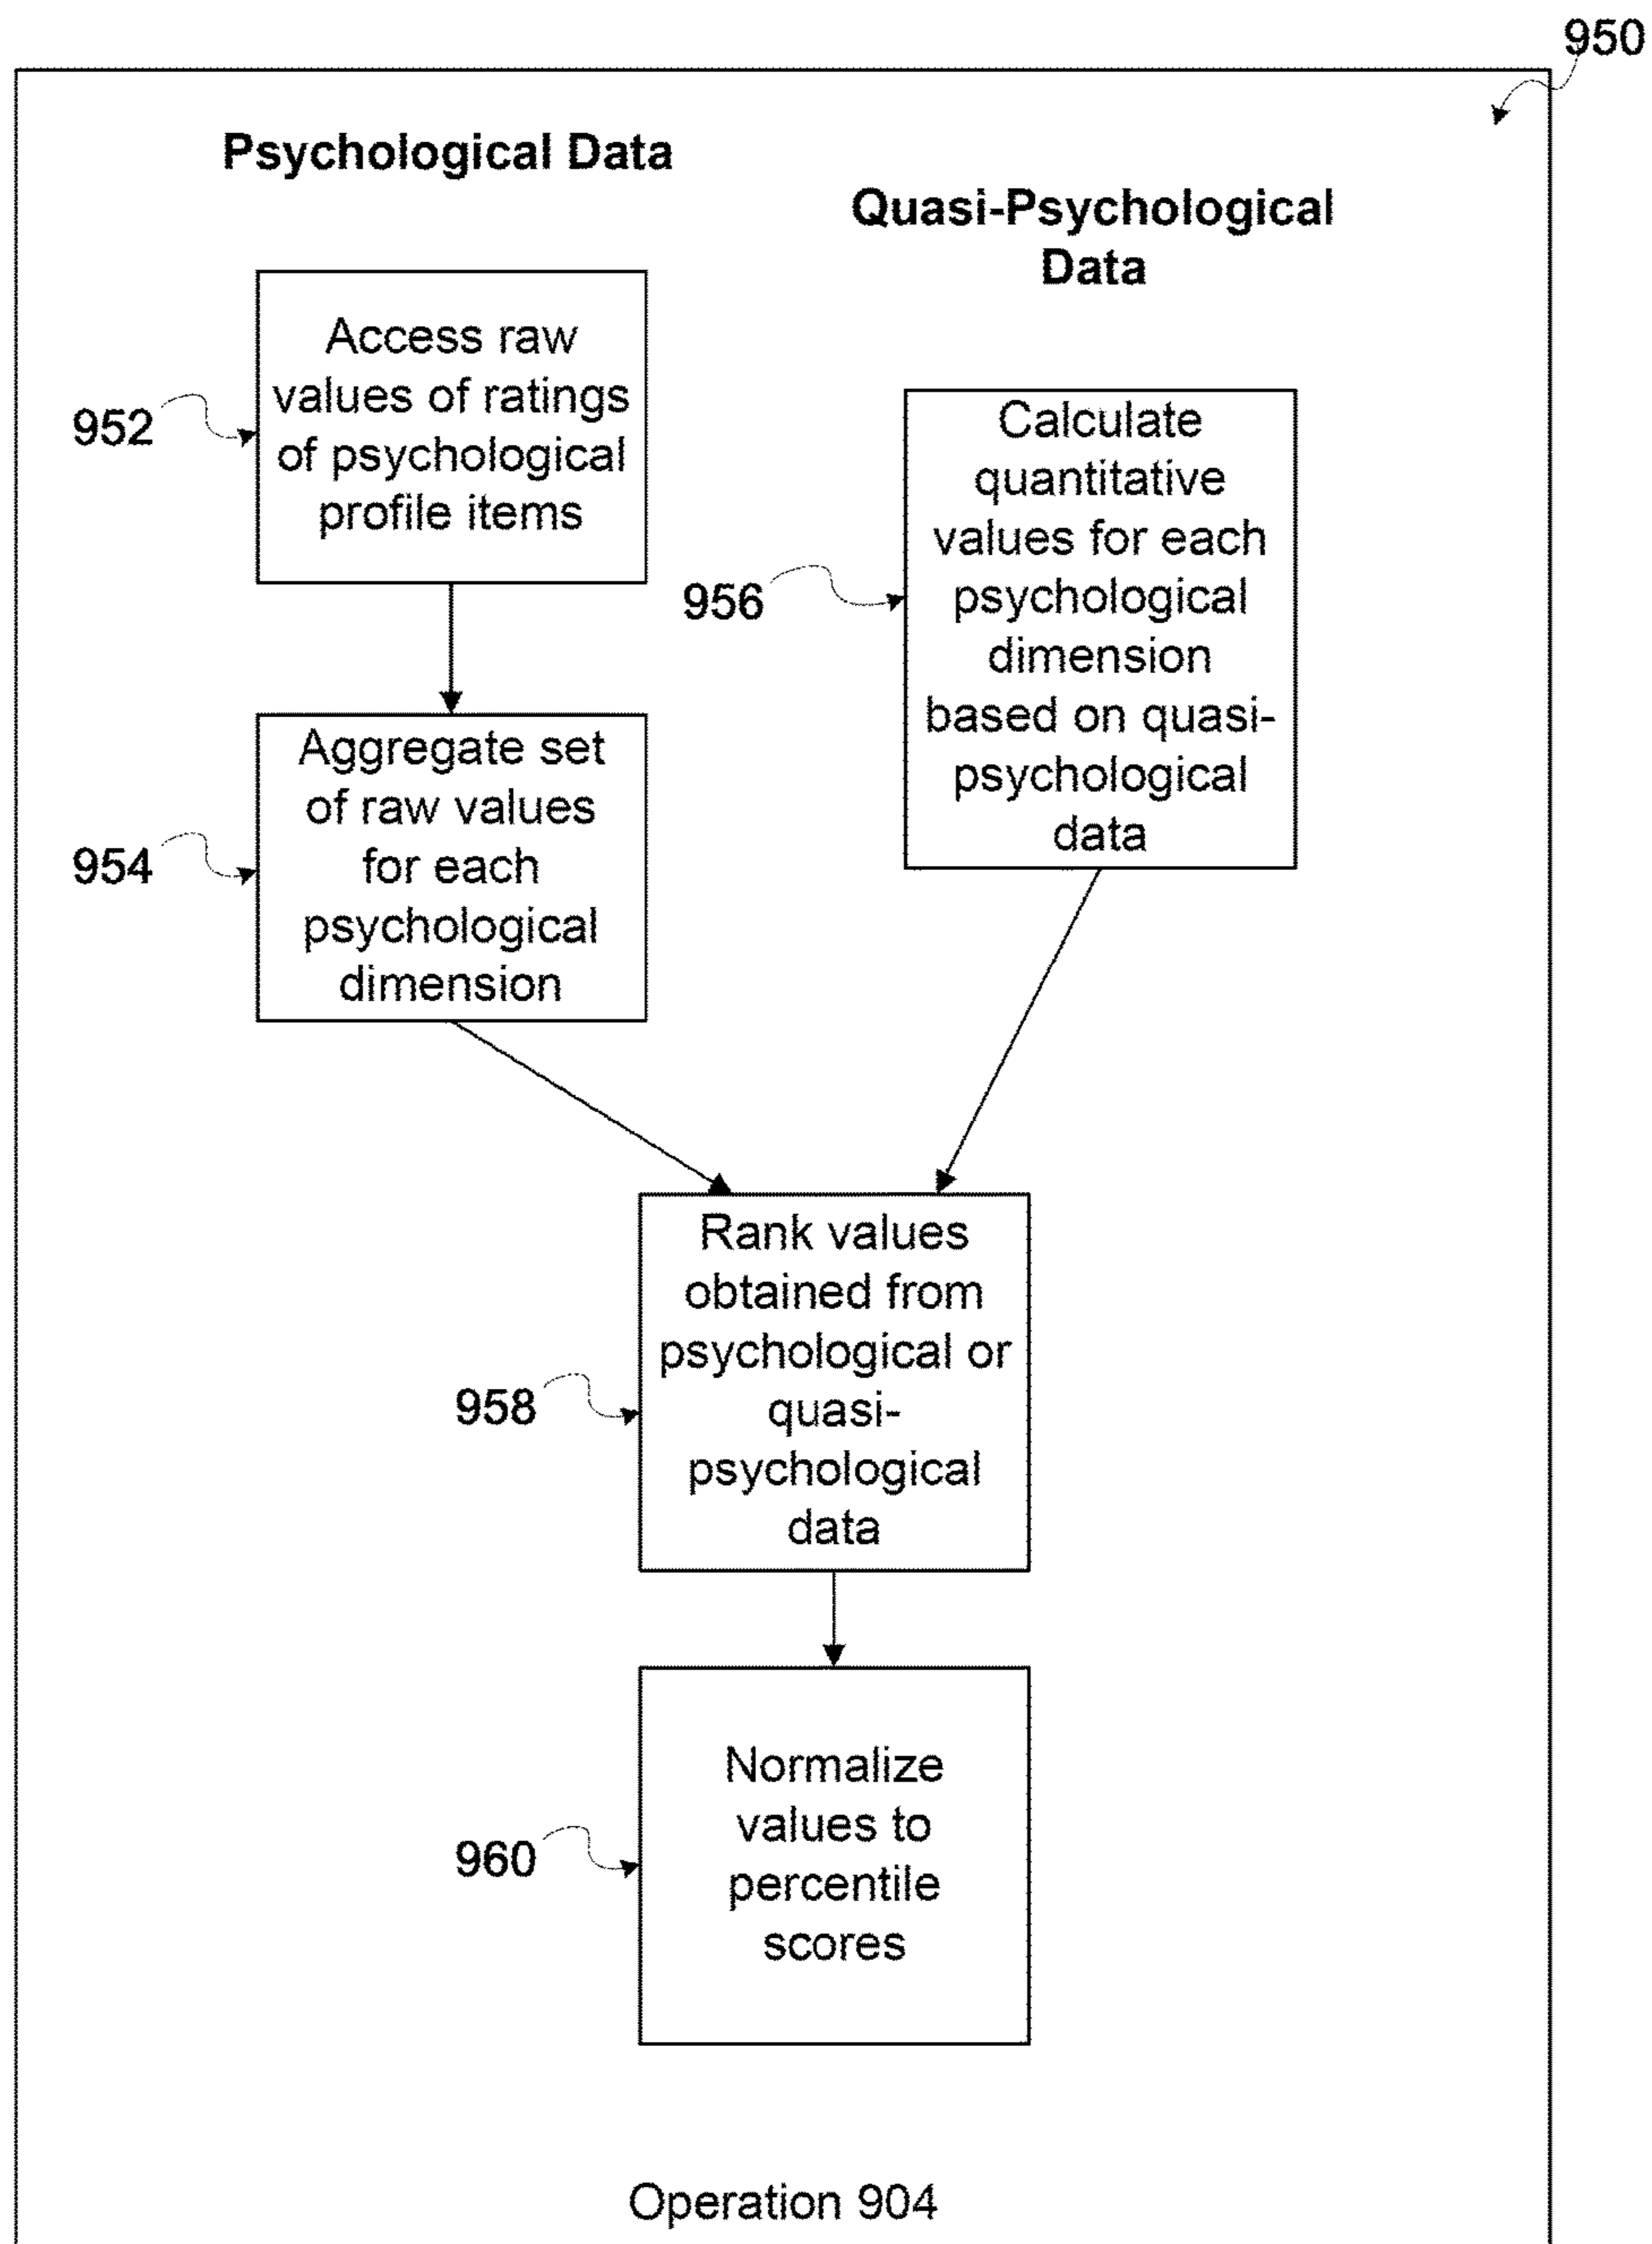 950
Psychological Data
Quasi-Psychological
Data
Access raw
values of ratings
of psychological
profile items
952
Calculate
quantitative
values for each
psychological
dimension
based on quasi-
psychological
data
956
Aggregate set
of raw values
for each
psychological
dimension
954
Rank values
obtained from
psychological or
quasi-
psychological
data
958
Normalize
values to
percentile
scores
960
Operation 904